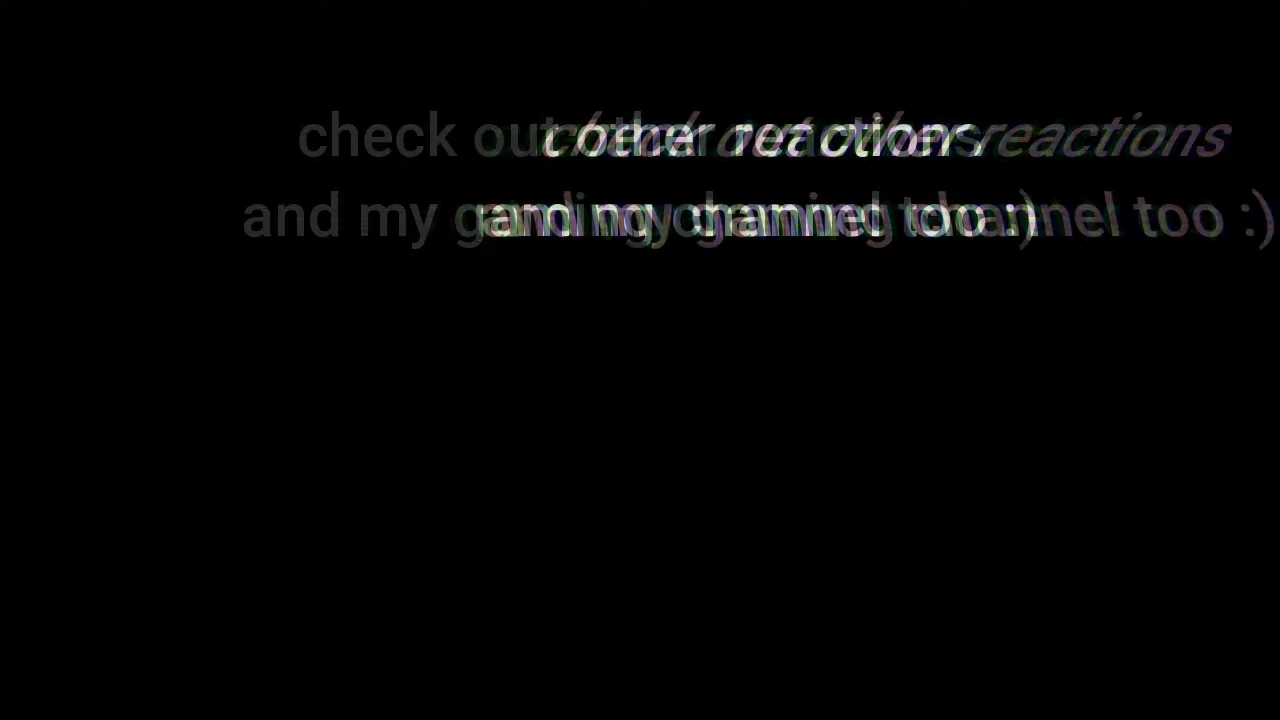 check out other reactions
and my gaming channel too :)